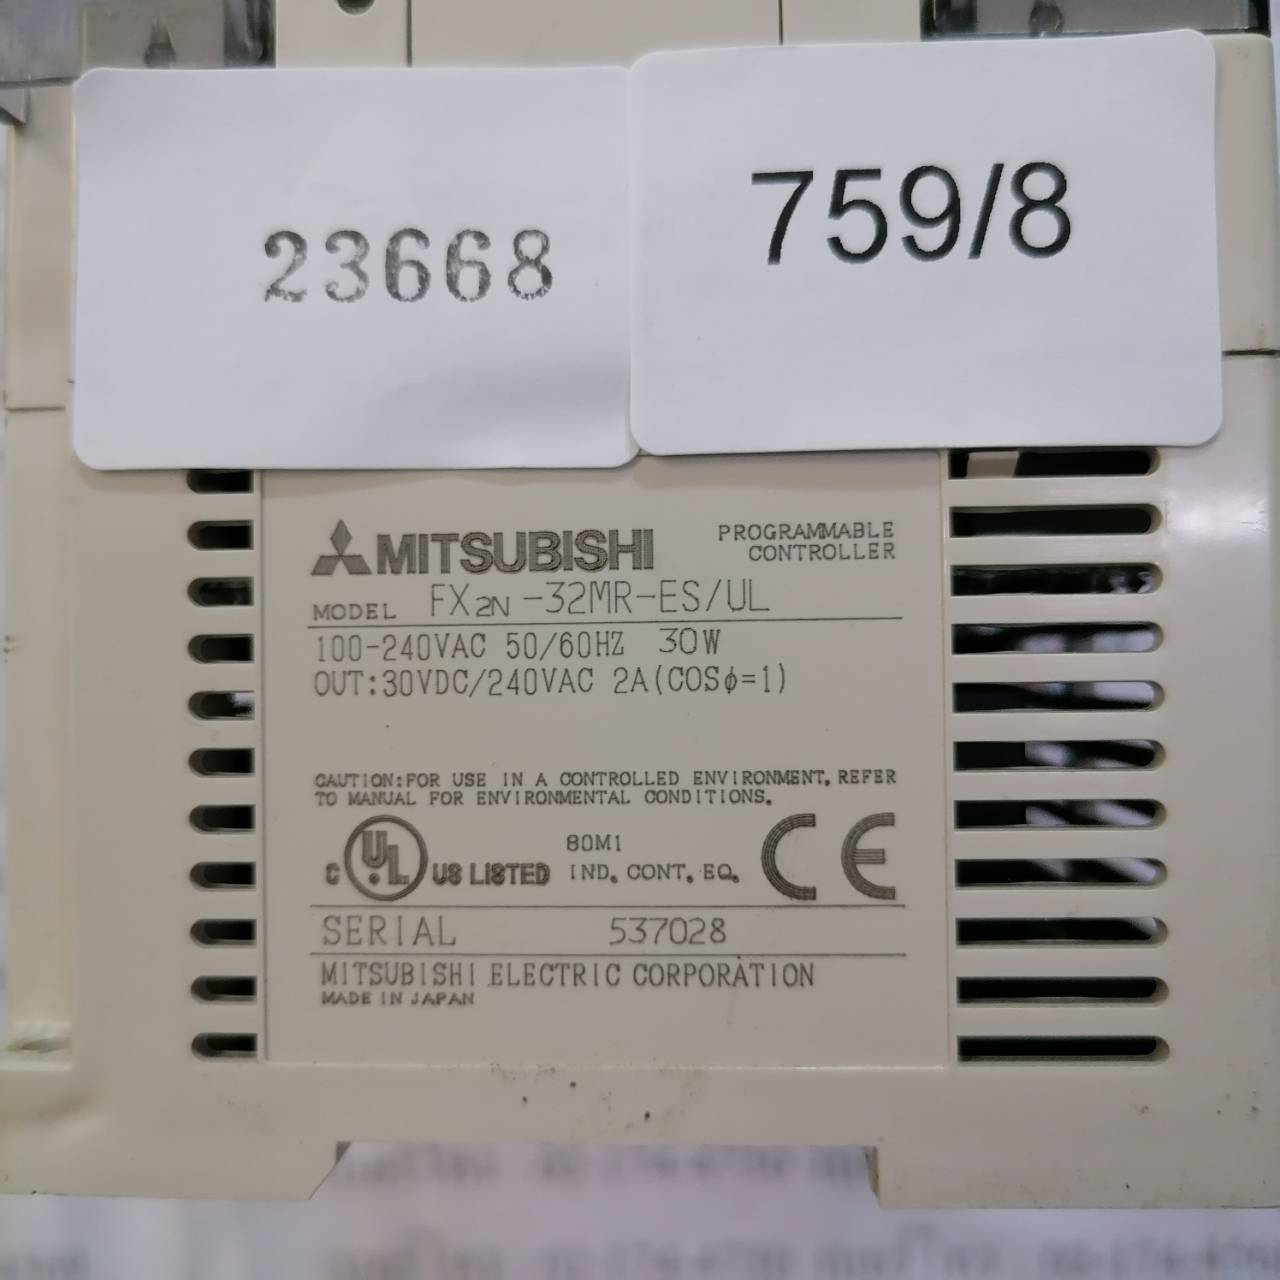 23668
759/8
MITSUBISHI
PROGRAMMABLE
CONTROLLER
MODEL FX2N-32MR-ES/UL
100-240VAC 50/60HZ 30W
OUT:30VDC/240VAC 2A(COSϕ=1)
CAUTION:FOR USE IN A CONTROLLED ENVIRONMENT, REFER
TO MANUAL FOR ENVIRONMENTAL CONDITIONS.
C UL US LISTED
80M1
IND. CONT. EQ.
CE
SERIAL 537028
MITSUBISHI ELECTRIC CORPORATION
MADE IN JAPAN